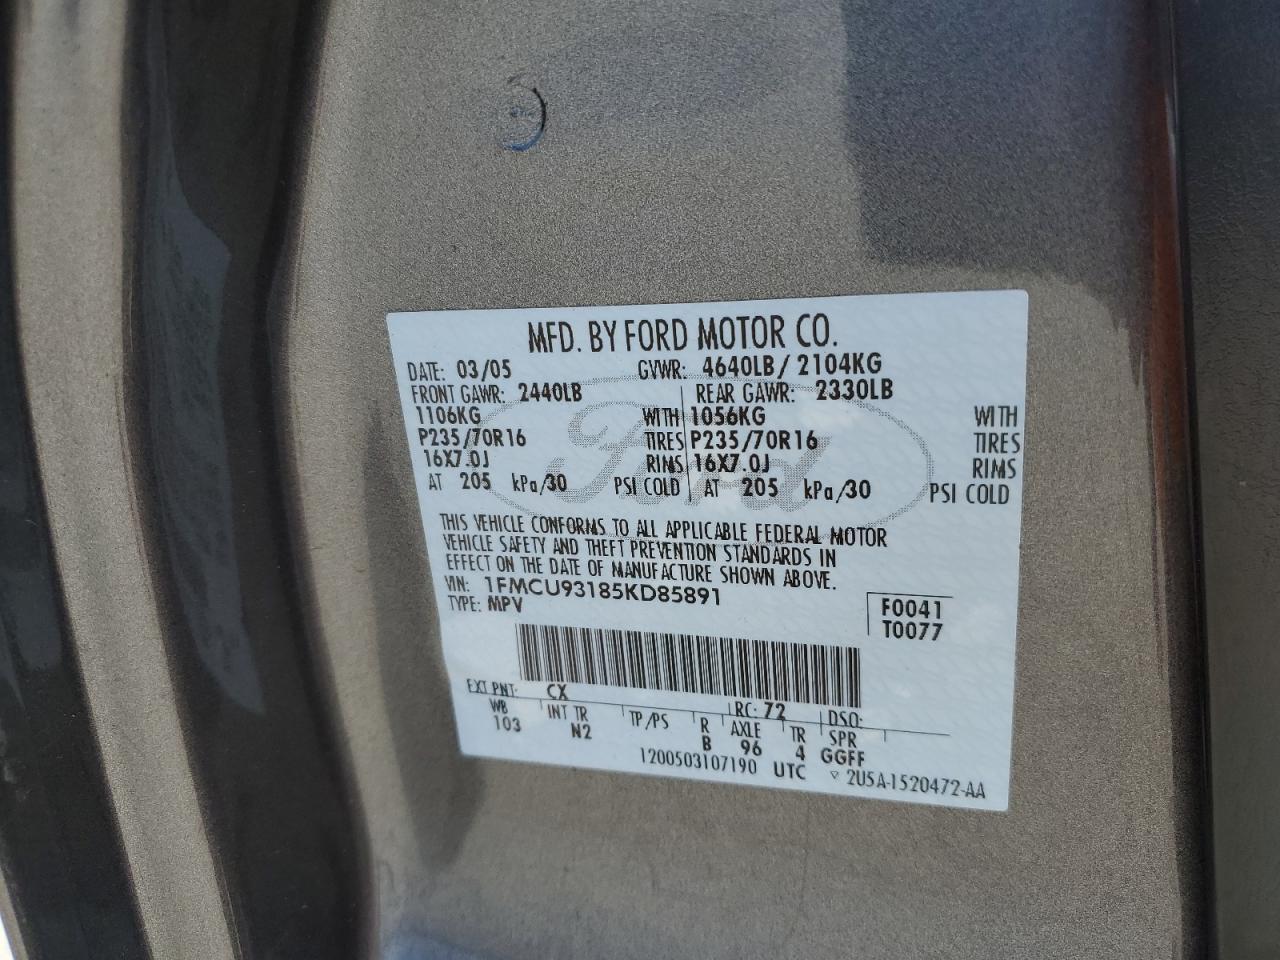 MFD. BY FORD MOTOR CO.
DATE: 03/05 GVWR: 4640LB/ 2104KG
FRONT GAWR: 2440LB REAR GAWR: 2330LB
1106KG WITH 1056KG WITH
P235/70R16 TIRES P235/70R16 TIRES
16X7.0J RIMS 16X7.0J RIMS
AT 205 kPa/30 PSI COLD AT 205 kPa/30 PSI COLD
Ford
THIS VEHICLE CONFORMS TO ALL APPLICABLE FEDERAL MOTOR
VEHICLE SAFETY AND THEFT PREVENTION STANDARDS IN
EFFECT ON THE DATE OF MANUFACTURE SHOWN ABOVE.
VIN: 1FMCU93185KD85891
TYPE: MPV
F0041
T0077
EXT PNT: CX RC: 72 DSO:
WB INT TR TP/PS R AXLE TR SPR
103 N2 B 96 4 GGFF
1200503107190 UTC ▽ 2U5A-1520472-AA